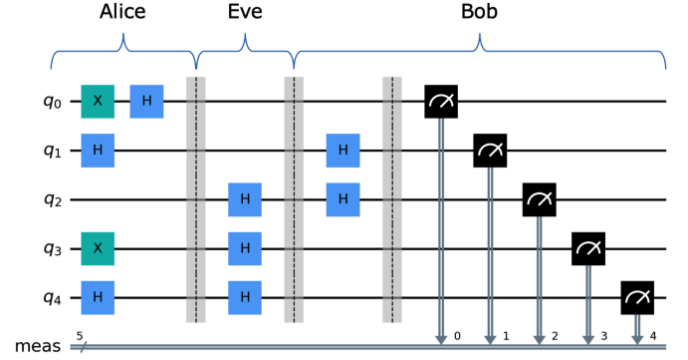 Alice Eve Bob
q0 X H
q1 H H
q2 H H
q3 X H
q4 H H
5 0 1 2 3 4
meas